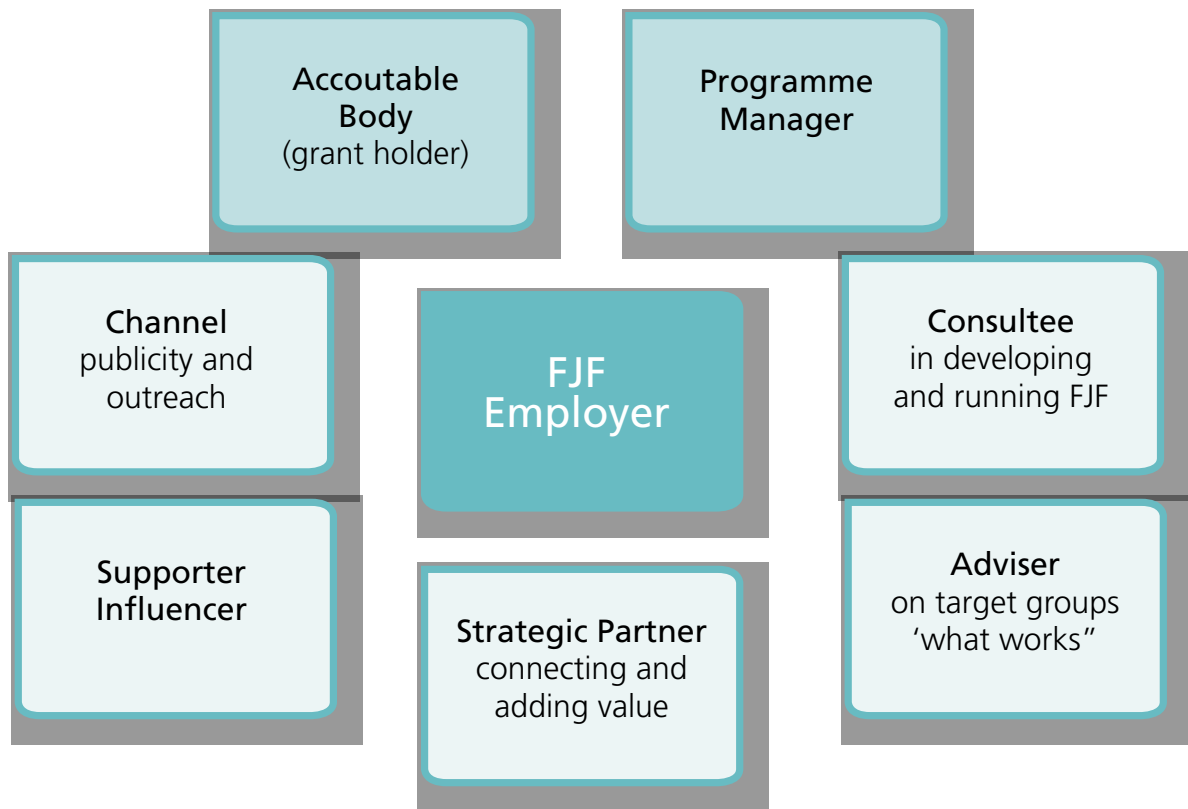 Accoutable
Body
(grant holder)
Programme
Manager
Channel
publicity and
outreach
FJF
Employer
Consultee
in developing
and running FJF
Supporter
Influencer
Strategic Partner
connecting and
adding value
Adviser
on target groups
‘what works”